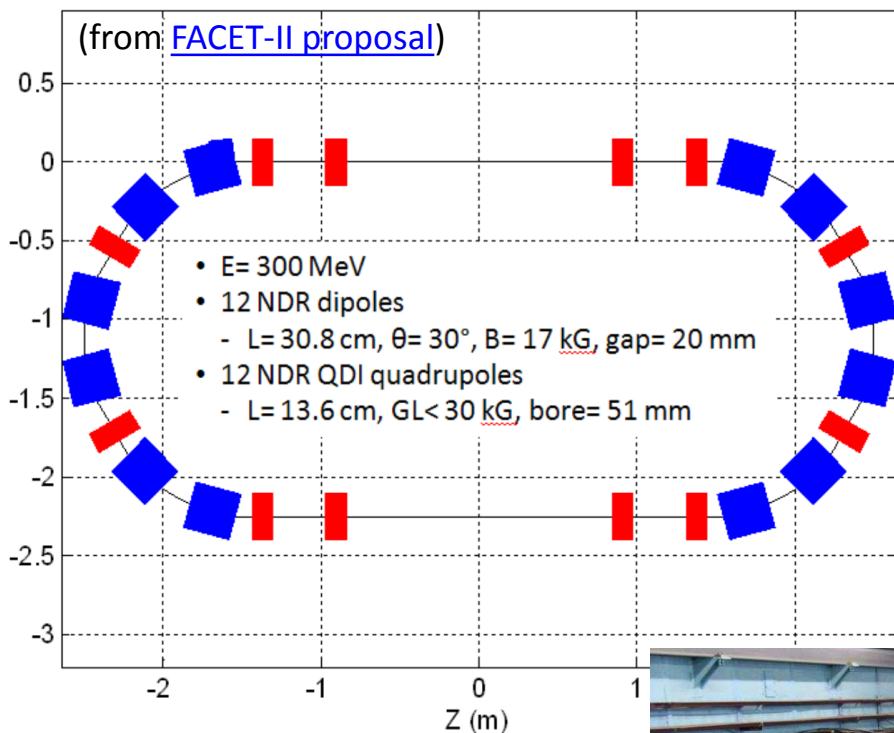 (from FACET-II proposal)
0.5
0
-0.5
-1
-1.5
-2
-2.5
-3
• E= 300 MeV
• 12 NDR dipoles
- L= 30.8 cm, θ= 30°, B= 17 kG, gap= 20 mm
• 12 NDR QDI quadrupoles
- L= 13.6 cm, GL< 30 kG, bore= 51 mm
-2 -1 0 1
Z (m)